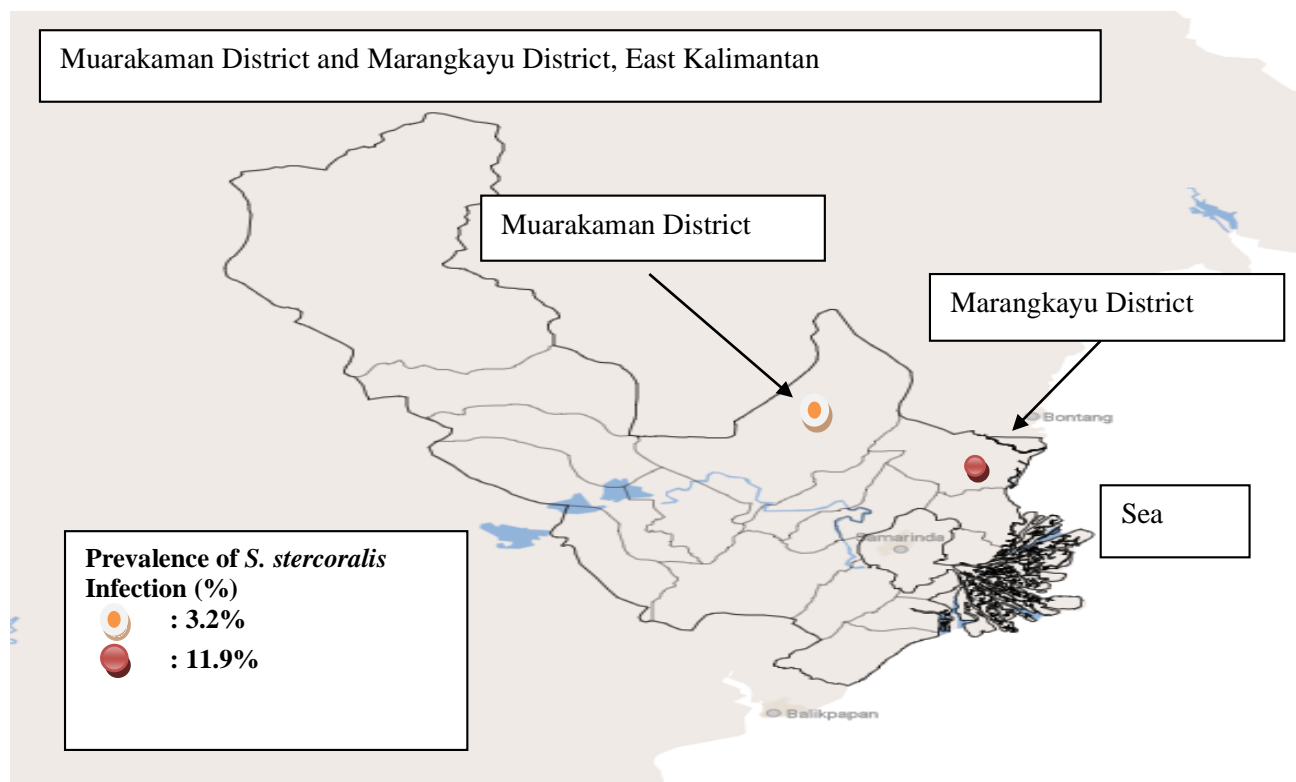 Muarakaman District and Marangkayu District, East Kalimantan
Muarakaman District
Marangkayu District
Bontang
Sea
Samarinda
Prevalence of S. stercoralis
Infection (%)
: 3.2%
: 11.9%
Balikpapan